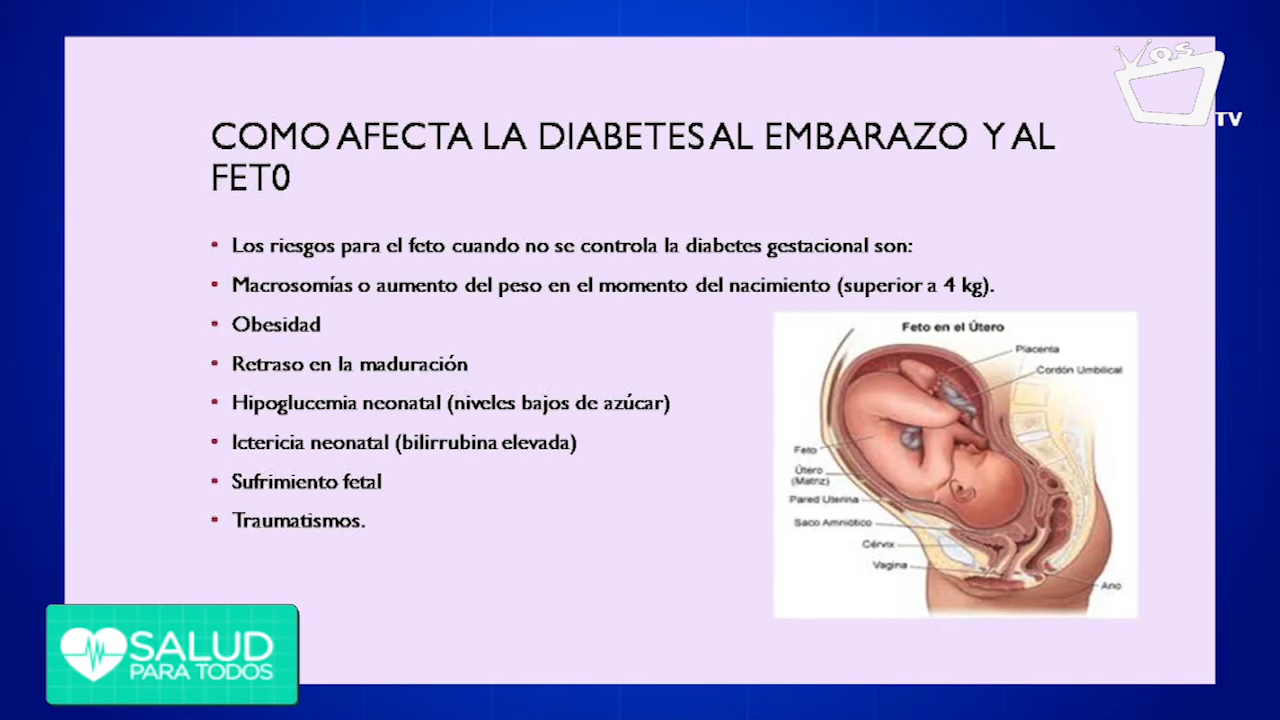 os
TV
COMO AFECTA LA DIABETES AL EMBARAZO Y AL
FET0
• Los riesgos para el feto cuando no se controla la diabetes gestacional son:
• Macrosomías o aumento del peso en el momento del nacimiento (superior a 4 kg).
• Obesidad
• Retraso en la maduración
• Hipoglucemia neonatal (niveles bajos de azúcar)
• Ictericia neonatal (bilirrubina elevada)
• Sufrimiento fetal
• Traumatismos.
Feto en el Útero
Placenta
Cordón Umbilical
Feto
Útero
(Matriz)
Pared Uterina
Saco Amniótico
Cérvix
Vagina
Ano
SALUD
PARA TODOS